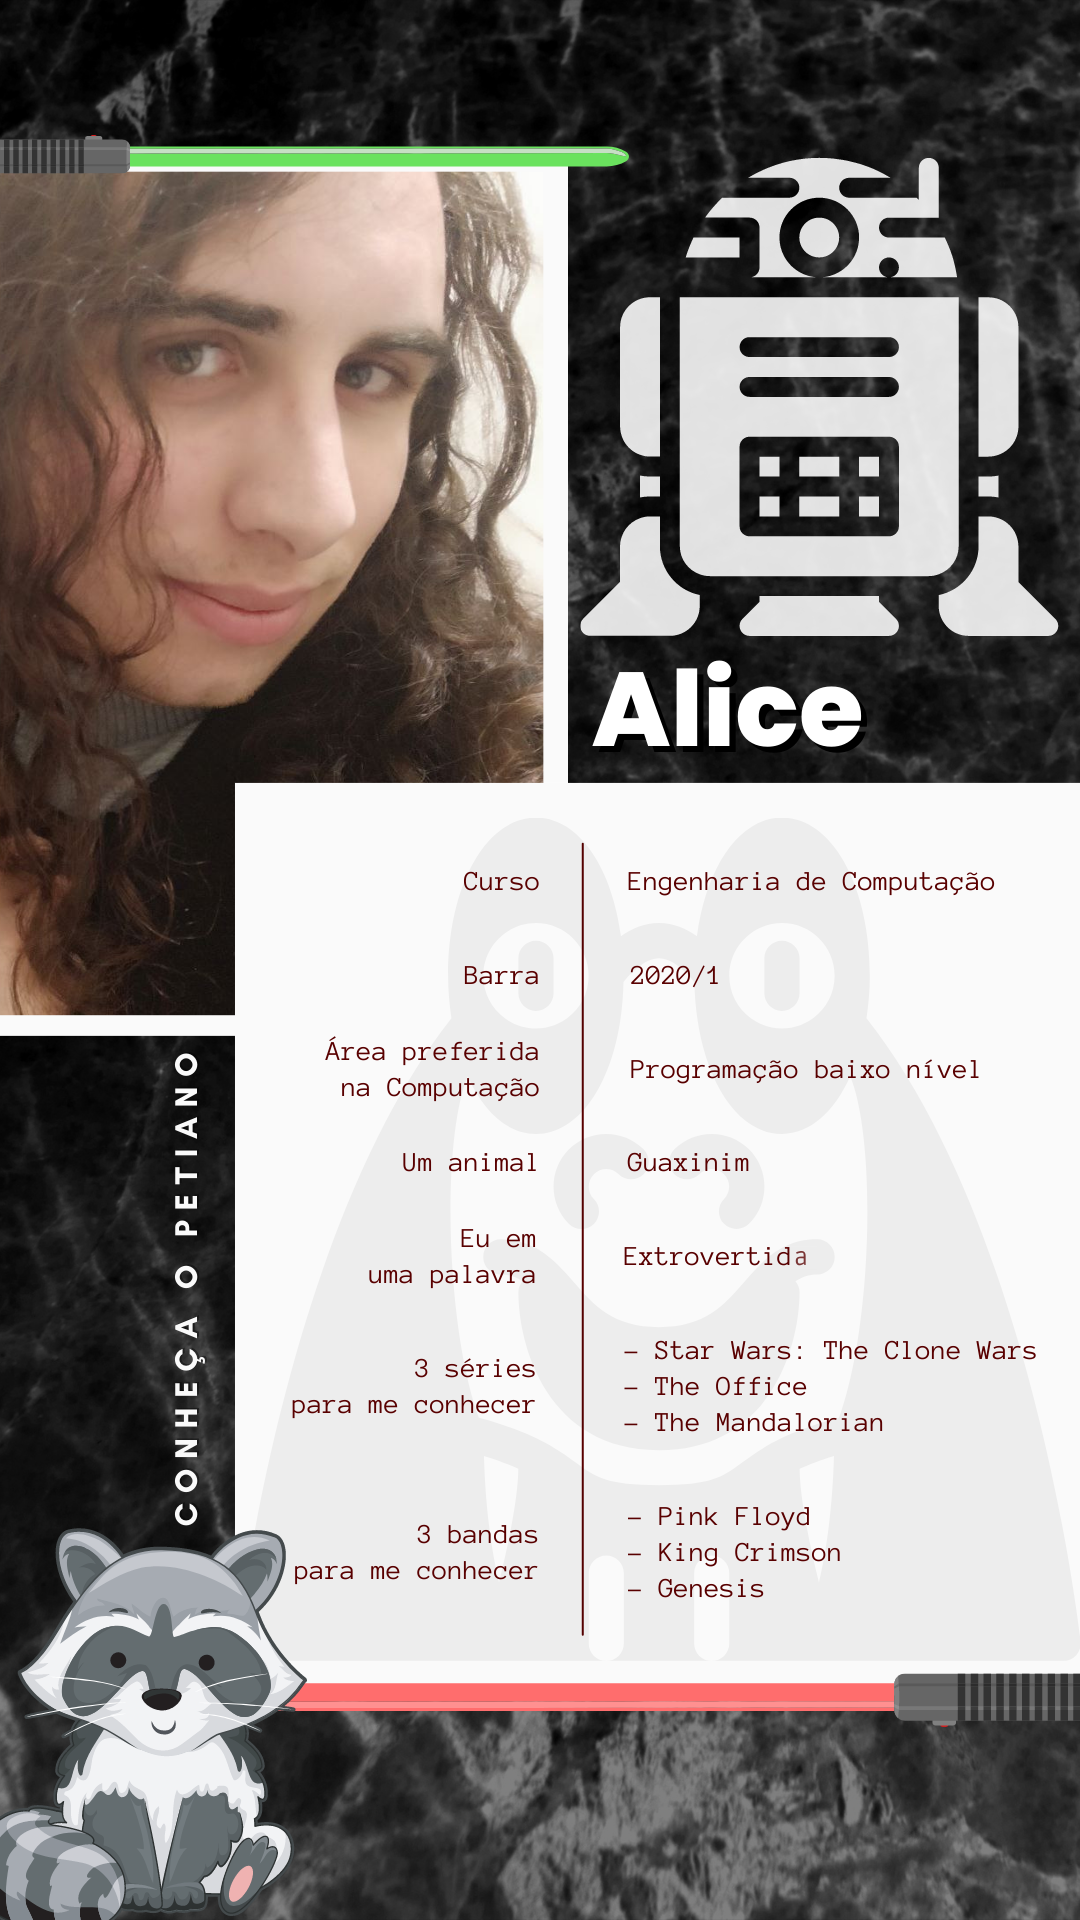 Alice
Curso
Engenharia de Computação
Barra
2020/1
Área preferida
na Computação
Programação baixo nível
Um animal
Guaxinim
Eu em
uma palavra
Extrovertida
3 séries
para me conhecer
– Star Wars: The Clone Wars
– The Office
– The Mandalorian
3 bandas
para me conhecer
– Pink Floyd
– King Crimson
– Genesis
CONHEÇA O PETIANO